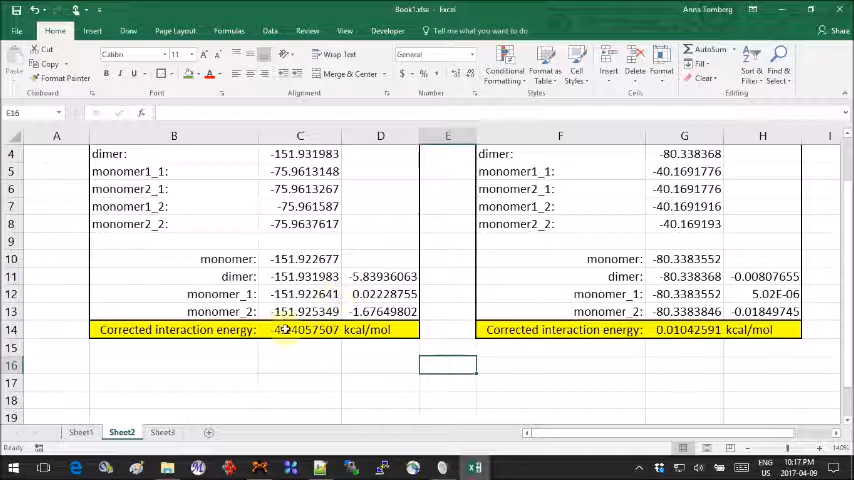 Book1.xlsx - Excel
Anna Tomberg
File Home Insert Draw Page Layout Formulas Data Review View Developer Tell me what you want to do... Share
Paste Cut Copy Format Painter
Clipboard
Calibri 11
B I U
Font
Wrap Text
Merge & Center
Alignment
General
$ % ,
Number
Conditional Formatting Format as Table Cell Styles
Styles
Insert Delete Format
Cells
AutoSum Fill Clear Sort & Filter Find & Select
Editing
E16 fx
A B C D E F G H I
4 dimer: -151.931983 dimer: -80.338368
5 monomer1_1: -75.9613148 monomer1_1: -40.1691776
6 monomer2_1: -75.9613267 monomer2_1: -40.1691776
7 monomer1_2: -75.961587 monomer1_2: -40.1691916
8 monomer2_2: -75.9637617 monomer2_2: -40.169193
9
10 monomer: -151.922677 monomer: -80.3383552
11 dimer: -151.931983 -5.83936063 dimer: -80.338368 -0.00807655
12 monomer_1: -151.922641 0.02228755 monomer_1: -80.3383552 5.02E-06
13 monomer_2: -151.925349 -1.67649802 monomer_2: -80.3383846 -0.01849745
14 Corrected interaction energy: kcal/mol Corrected interaction energy: 0.01042591 kcal/mol
15
16
17
18
19
Sheet1 Sheet2 Sheet3
Ready 100%
ENG 10:17 PM
US 2017-04-09